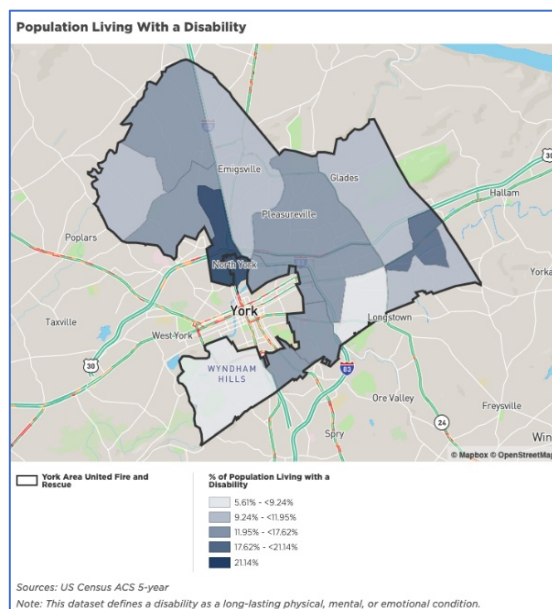 Population Living With a Disability
Emigsville
Glades
30
Hallam
Pleasureville
Poplars
North York
York
Longstown
Taxville
West-York
WYNDHAM
HILLS
30
83
Ore Valley
Freysville
24
Spry
© Mapbox © OpenStreetMap
York Area United Fire and
Rescue
% of Population Living with a
Disability
5.61% - <9.24%
9.24% - <11.95%
11.95% - <17.62%
17.62% - <21.14%
21.14%
Sources: US Census ACS 5-year
Note: This dataset defines a disability as a long-lasting physical, mental, or emotional condition.